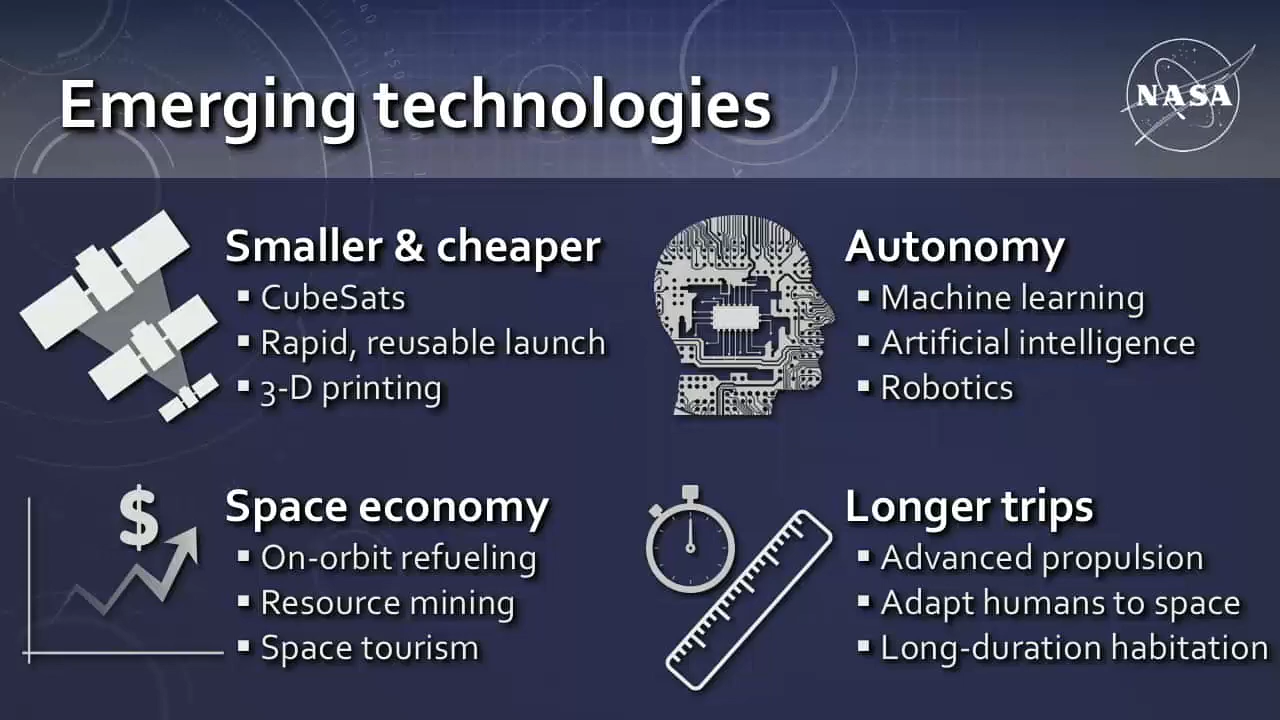 Emerging technologies
NASA
Smaller & cheaper
▪ CubeSats
▪ Rapid, reusable launch
▪ 3-D printing
Autonomy
▪ Machine learning
▪ Artificial intelligence
▪ Robotics
$
Space economy
▪ On-orbit refueling
▪ Resource mining
▪ Space tourism
Longer trips
▪ Advanced propulsion
▪ Adapt humans to space
▪ Long-duration habitation